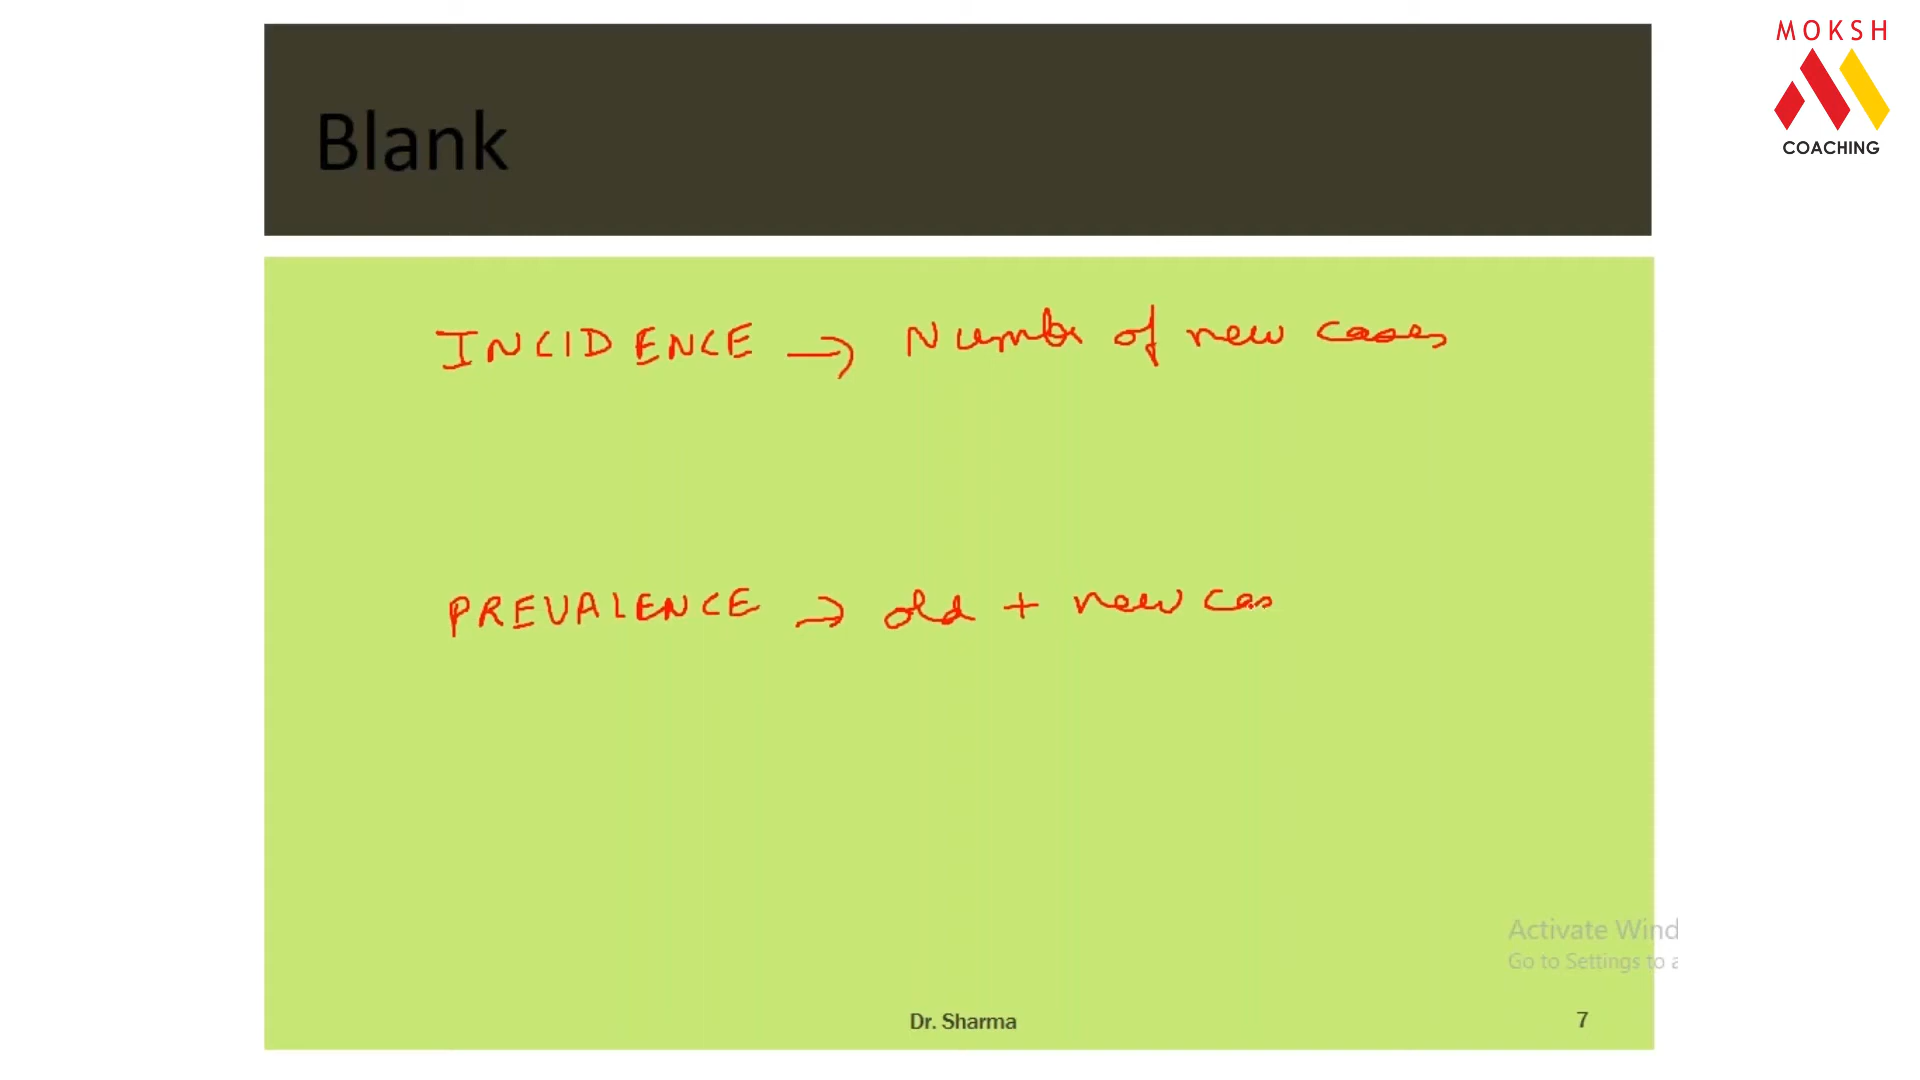 MOKSH
COACHING
Blank
INCIDENCE → Number of new cases
PREVALENCE → old + new cas
Activate Wind
Go to Settings to a
Dr. Sharma
7